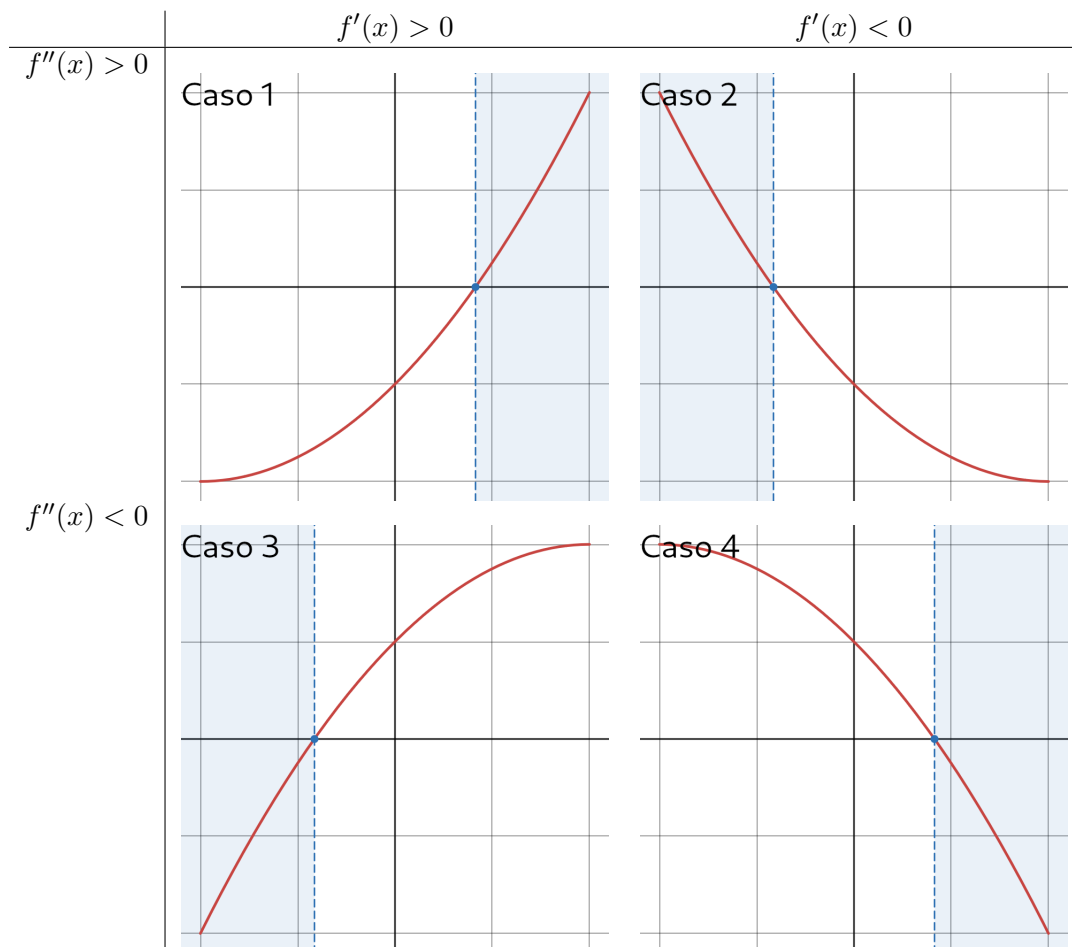 f′(x) > 0
f′(x) < 0
f″(x) > 0
Caso 1
Caso 2
f″(x) < 0
Caso 3
Caso 4